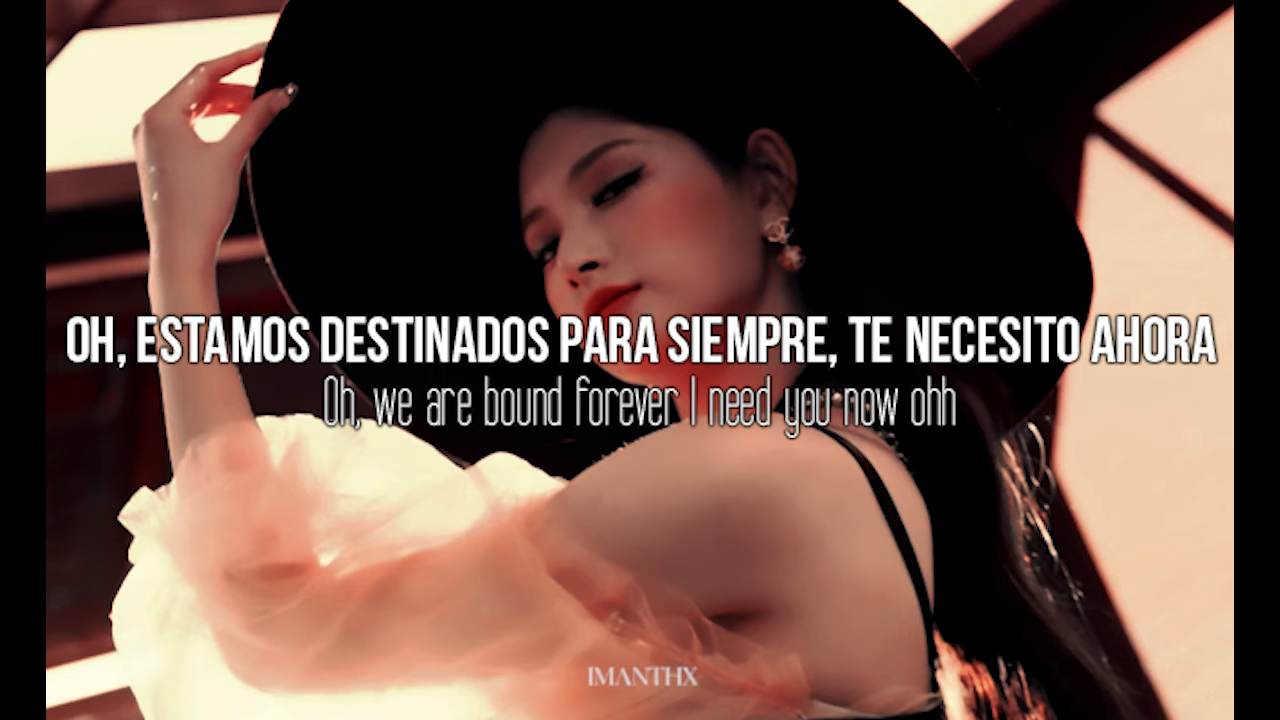 OH, ESTAMOS DESTINADOS PARA SIEMPRE, TE NECESITO AHORA
Oh, we are bound forever I need you now ohh
IMANTHX